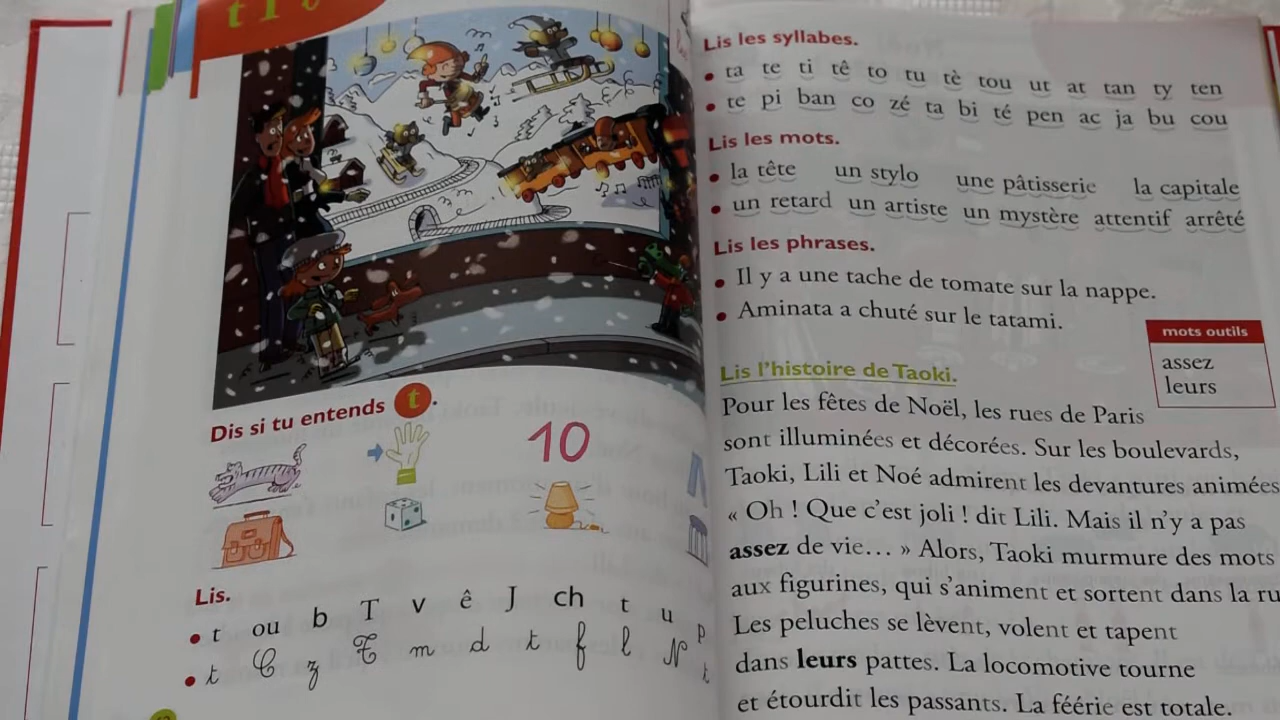 t
Dis si tu entends t.
10
Lis.
• t ou b T v ê J ch t u p
• t C z T m d t f l N t
Lis les syllabes.
• ta te ti tê to tu tè tou ut at tan ty ten
• te pi ban co zé ta bi té pen ac ja bu cou
Lis les mots.
• la tête un stylo une pâtisserie la capitale
• un retard un artiste un mystère attentif arrêté
Lis les phrases.
• Il y a une tache de tomate sur la nappe.
• Aminata a chuté sur le tatami.
mots outils
assez
leurs
Lis l'histoire de Taoki.
Pour les fêtes de Noël, les rues de Paris
sont illuminées et décorées. Sur les boulevards,
Taoki, Lili et Noé admirent les devantures animées
« Oh ! Que c'est joli ! dit Lili. Mais il n'y a pas
assez de vie… » Alors, Taoki murmure des mots
aux figurines, qui s'animent et sortent dans la ru
Les peluches se lèvent, volent et tapent
dans leurs pattes. La locomotive tourne
et étourdit les passants. La féérie est totale.